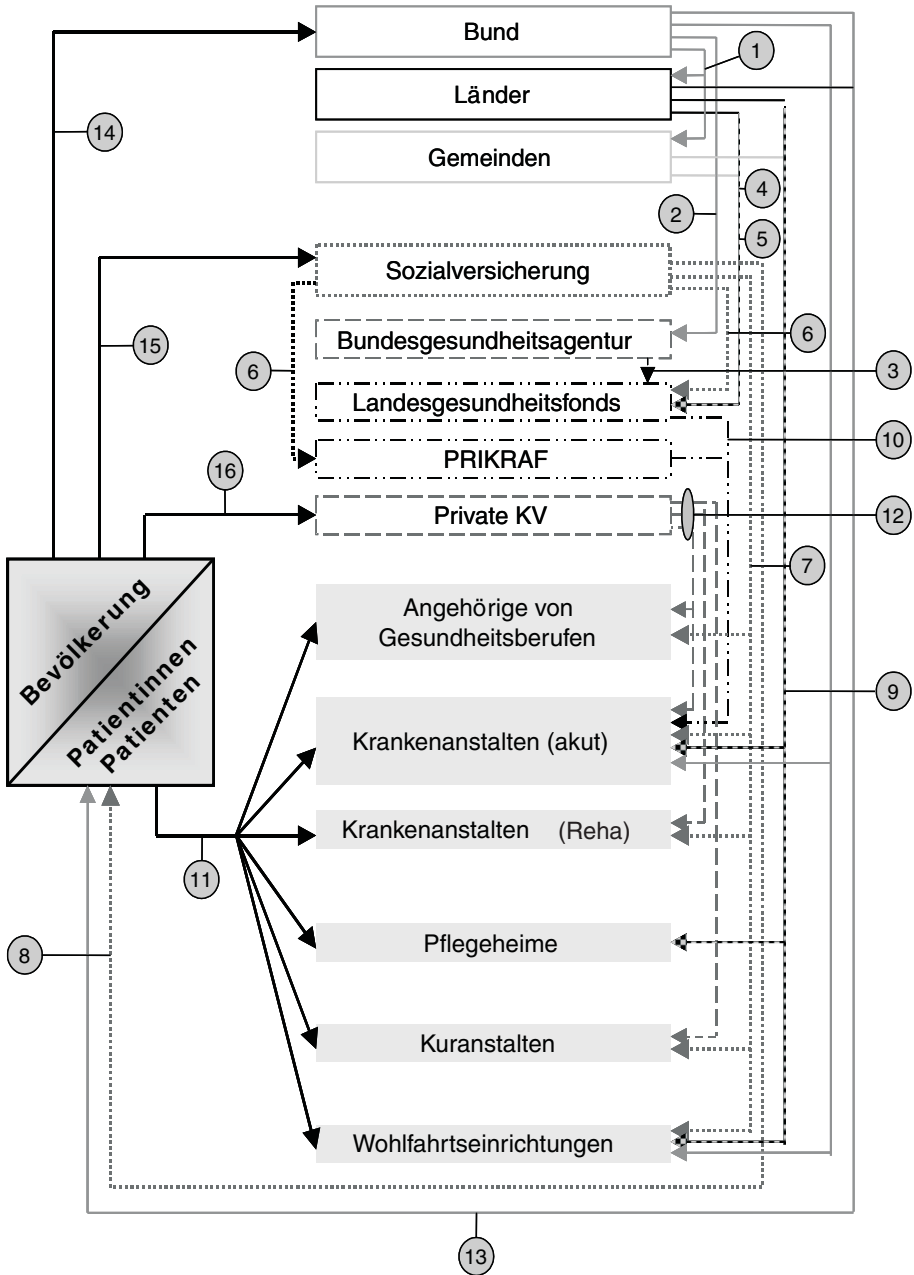 Bund
1
Länder
14
Gemeinden
4
2
5
Sozialversicherung
15
6
Bundesgesundheitsagentur
6
3
Landesgesundheitsfonds
10
PRIKRAF
16
Private KV
12
7
Bevölkerung
Patientinnen
Patienten
Angehörige von
Gesundheitsberufen
9
Krankenanstalten (akut)
Krankenanstalten (Reha)
11
8
Pflegeheime
Kuranstalten
Wohlfahrtseinrichtungen
13